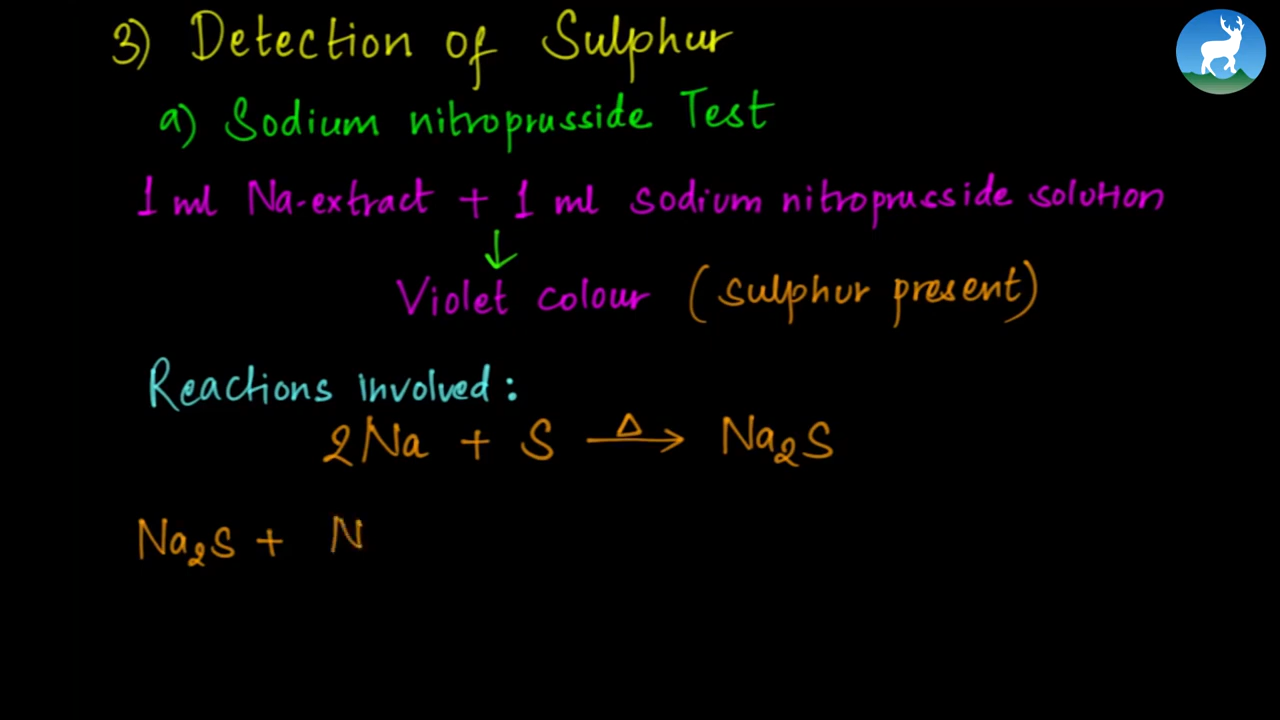 3) Detection of Sulphur
a) Sodium nitroprusside Test
1 ml Na-extract + 1 ml sodium nitroprusside solution
↓
Violet colour (sulphur present)
Reactions involved:
2Na + S —Δ→ Na₂S
Na₂S + N